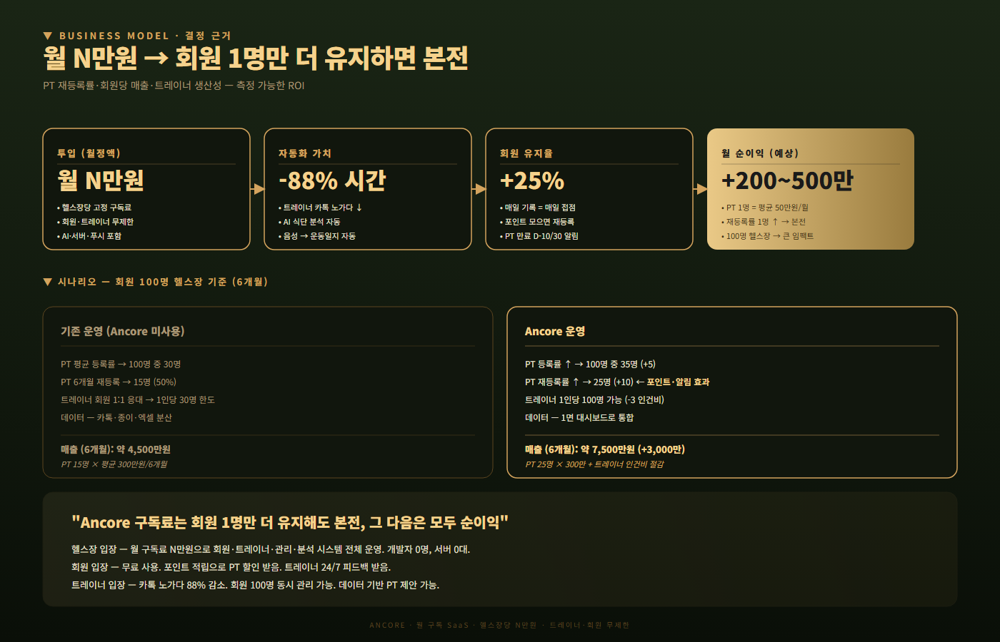 ▼ BUSINESS MODEL · 결정 근거
월 N만원 → 회원 1명만 더 유지하면 본전
PT 재등록률·회원당 매출·트레이너 생산성 — 측정 가능한 ROI
투입 (월정액)
월 N만원
• 헬스장당 고정 구독료
• 회원·트레이너 무제한
• AI·서버·푸시 포함
자동화 가치
-88% 시간
• 트레이너 카톡 노가다 ↓
• AI 식단 분석 자동
• 음성 → 운동일지 자동
회원 유지율
+25%
• 매일 기록 = 매일 접점
• 포인트 모으면 재등록
• PT 만료 D-10/30 알림
월 순이익 (예상)
+200~500만
• PT 1명 = 평균 50만원/월
• 재등록률 1명 ↑ → 본전
• 100명 헬스장 → 큰 임팩트
▼ 시나리오 — 회원 100명 헬스장 기준 (6개월)
기존 운영 (Ancore 미사용)
PT 평균 등록률 → 100명 중 30명
PT 6개월 재등록 → 15명 (50%)
트레이너 회원 1:1 응대 → 1인당 30명 한도
데이터 — 카톡·종이·엑셀 분산
매출 (6개월): 약 4,500만원
PT 15명 × 평균 300만원/6개월
Ancore 운영
PT 등록률 ↑ → 100명 중 35명 (+5)
PT 재등록률 ↑ → 25명 (+10) ← 포인트·알림 효과
트레이너 1인당 100명 가능 (-3 인건비)
데이터 — 1면 대시보드로 통합
매출 (6개월): 약 7,500만원 (+3,000만)
PT 25명 × 300만 + 트레이너 인건비 절감
"Ancore 구독료는 회원 1명만 더 유지해도 본전, 그 다음은 모두 순이익"
헬스장 입장 — 월 구독료 N만원으로 회원·트레이너·관리·분석 시스템 전체 운영. 개발자 0명, 서버 0대.
회원 입장 — 무료 사용. 포인트 적립으로 PT 할인 받음. 트레이너 24/7 피드백 받음.
트레이너 입장 — 카톡 노가다 88% 감소. 회원 100명 동시 관리 가능. 데이터 기반 PT 제안 가능.
ANCORE · 월 구독 SaaS · 헬스장당 N만원 · 트레이너·회원 무제한